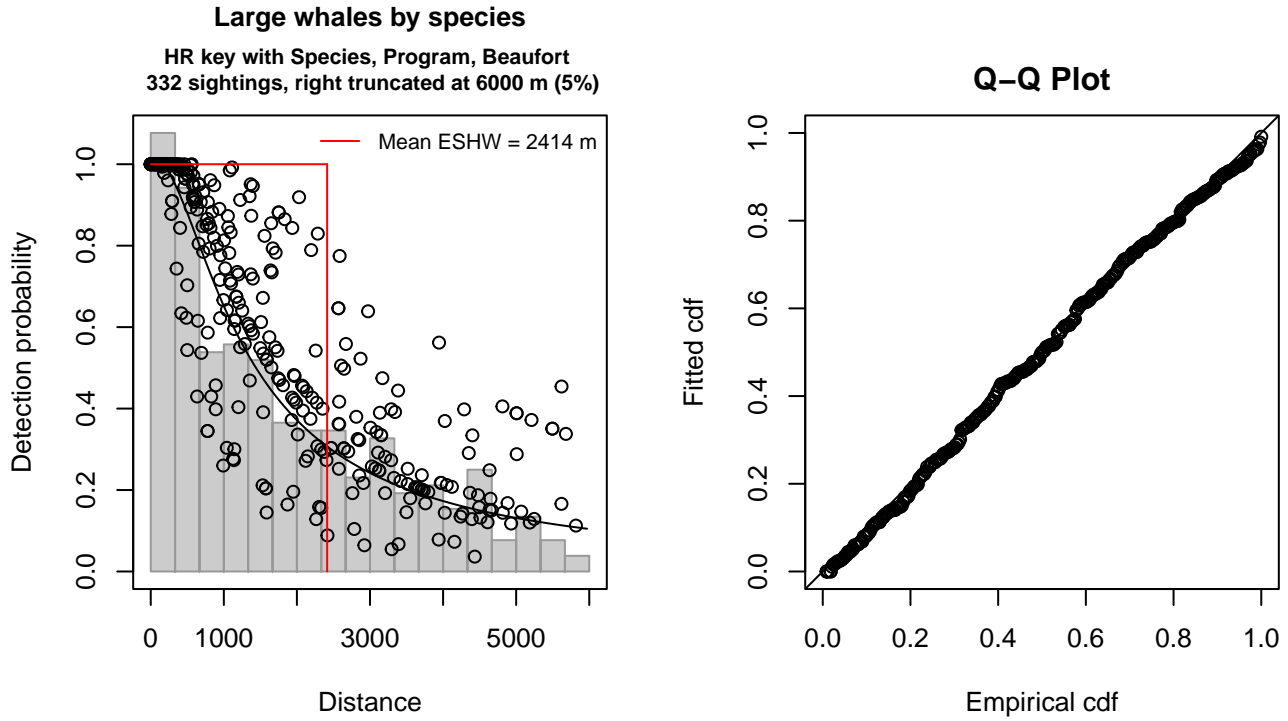 Large whales by species
HR key with Species, Program, Beaufort
332 sightings, right truncated at 6000 m (5%)
Mean ESHW = 2414 m
Detection probability
1.0
0.8
0.6
0.4
0.2
0.0
0 1000 3000 5000
Distance
Q−Q Plot
Fitted cdf
1.0
0.8
0.6
0.4
0.2
0.0
0.0 0.2 0.4 0.6 0.8 1.0
Empirical cdf